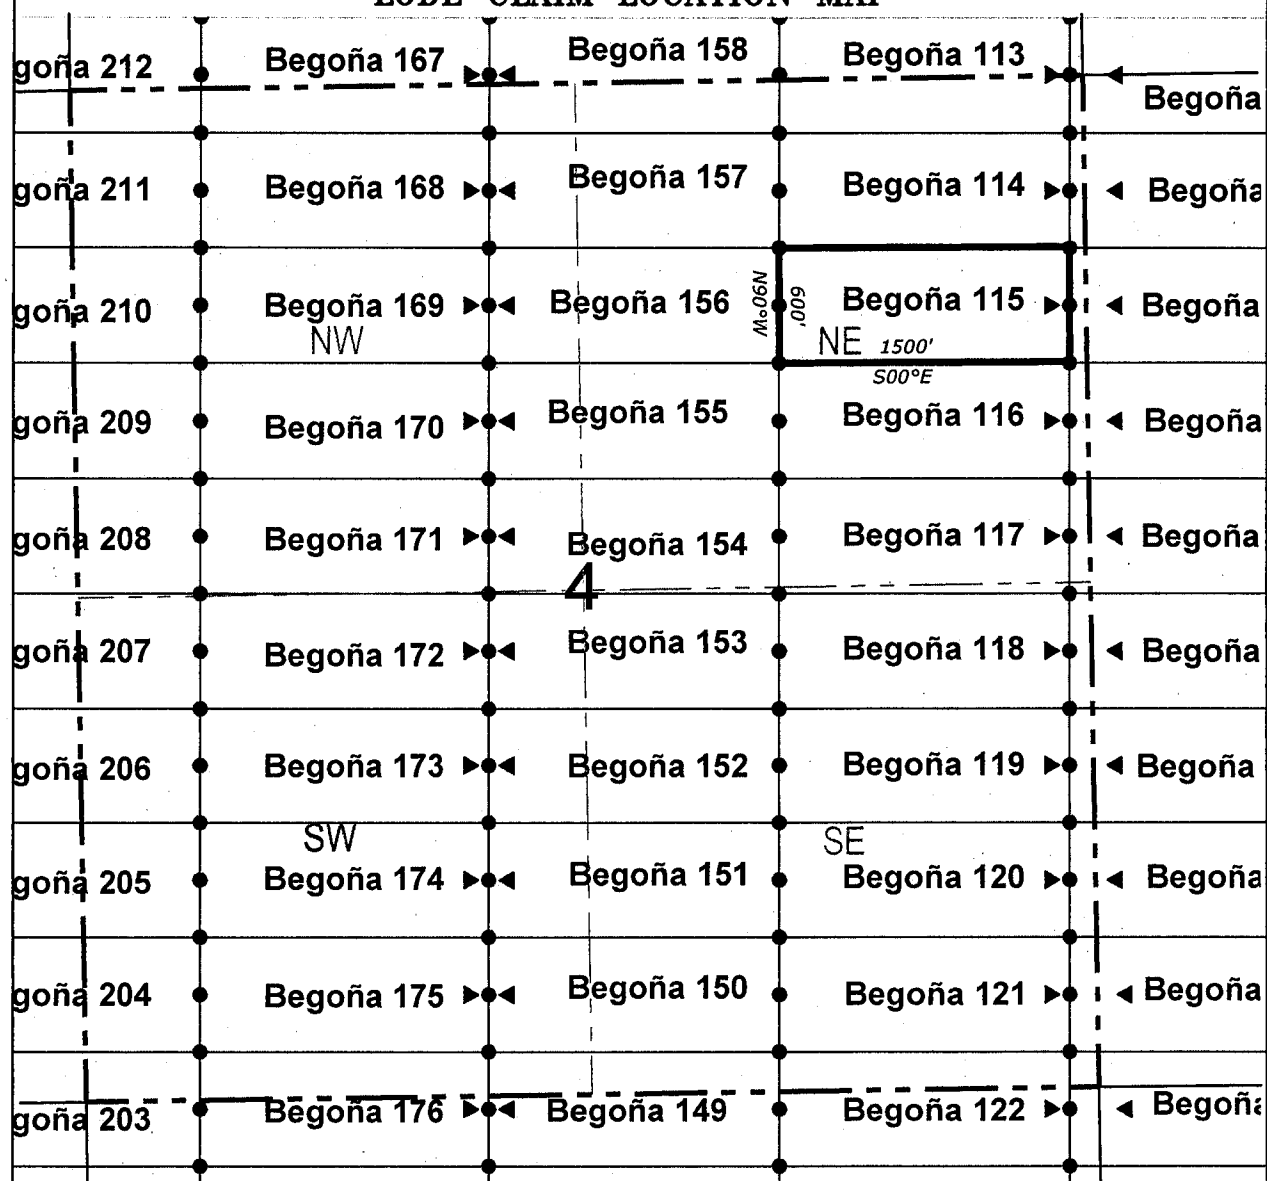 LODE CLAIM LOCATION MAP
goña 212 Begoña 167 Begoña 158 Begoña 113 Begoña
goña 211 Begoña 168 Begoña 157 Begoña 114 Begoña
goña 210 Begoña 169 Begoña 156 N90°W 600' Begoña 115 Begoña
NW NE 1500'
S00°E
goña 209 Begoña 170 Begoña 155 Begoña 116 Begoña
goña 208 Begoña 171 Begoña 154 Begoña 117 Begoña
4
goña 207 Begoña 172 Begoña 153 Begoña 118 Begoña
goña 206 Begoña 173 Begoña 152 Begoña 119 Begoña
SW SE
goña 205 Begoña 174 Begoña 151 Begoña 120 Begoña
goña 204 Begoña 175 Begoña 150 Begoña 121 Begoña
goña 203 Begoña 176 Begoña 149 Begoña 122 Begoña